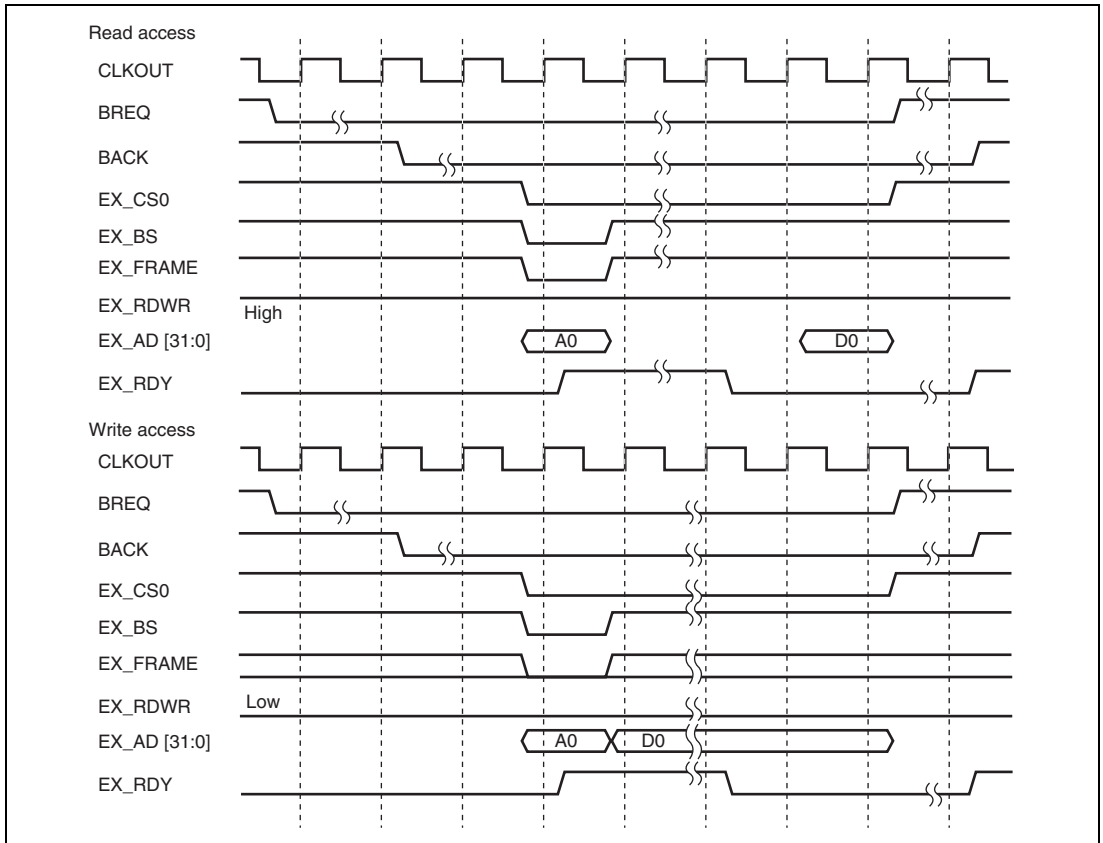 Read access
CLKOUT
BREQ
BACK
EX_CS0
EX_BS
EX_FRAME
EX_RDWR High
EX_AD [31:0] A0 D0
EX_RDY
Write access
CLKOUT
BREQ
BACK
EX_CS0
EX_BS
EX_FRAME
EX_RDWR Low
EX_AD [31:0] A0 D0
EX_RDY